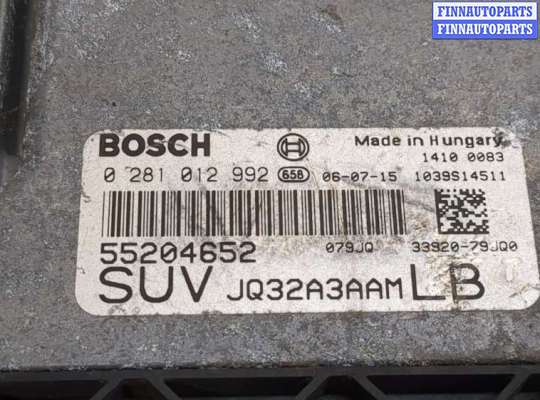 FINNAUTOPARTS
FINNAUTOPARTS
BOSCH
Made in Hungary
1410 0083
0 281 012 992 658 06-07-15 1039S14511
55204652 079JQ 33920-79JQ0
SUV JQ32A3AAM LB